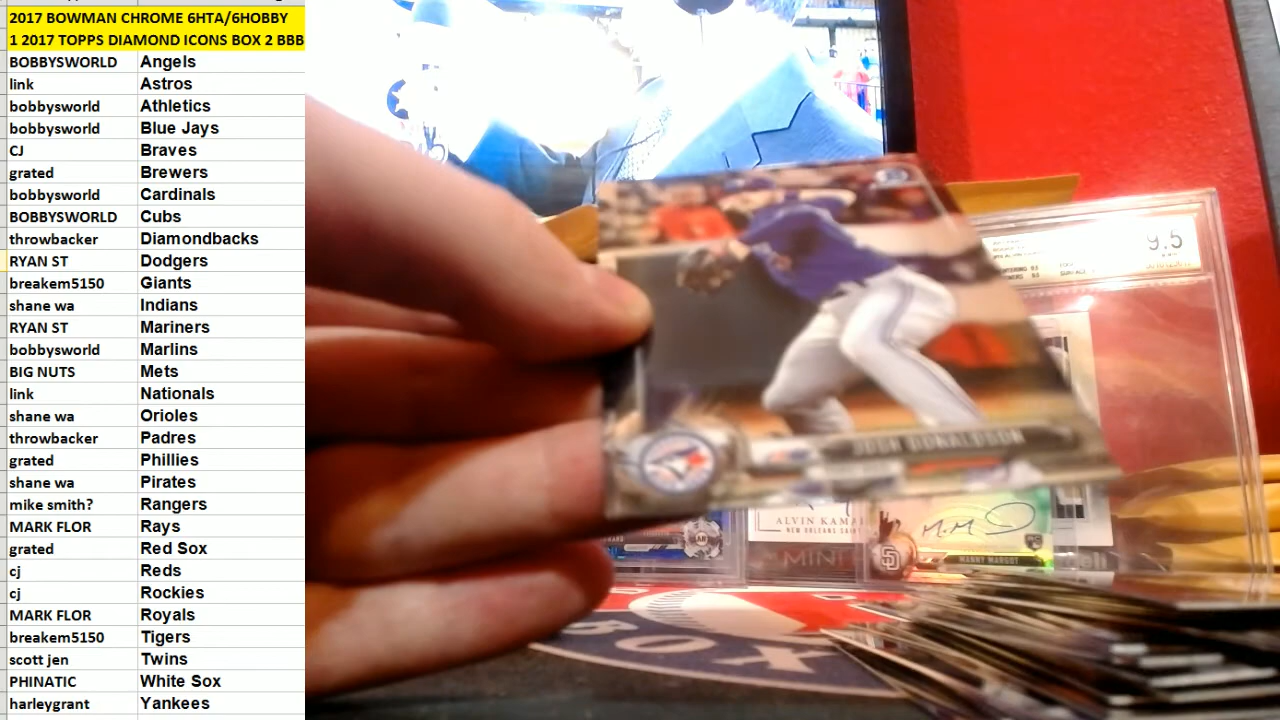 2017 BOWMAN CHROME 6HTA/6HOBBY
1 2017 TOPPS DIAMOND ICONS BOX 2 BBB
BOBBYSWORLD Angels
link Astros
bobbysworld Athletics
bobbysworld Blue Jays
CJ Braves
grated Brewers
bobbysworld Cardinals
BOBBYSWORLD Cubs
throwbacker Diamondbacks
RYAN ST Dodgers
breakem5150 Giants
shane wa Indians
RYAN ST Mariners
bobbysworld Marlins
BIG NUTS Mets
link Nationals
shane wa Orioles
throwbacker Padres
grated Phillies
shane wa Pirates
mike smith? Rangers
MARK FLOR Rays
grated Red Sox
cj Reds
cj Rockies
MARK FLOR Royals
breakem5150 Tigers
scott jen Twins
PHINATIC White Sox
harleygrant Yankees
9.5
JOSH DONALDSON
ALVIN KAMA
NEW ORLEANS SAI
MINI
MANNY MARGOT
RC
BOX